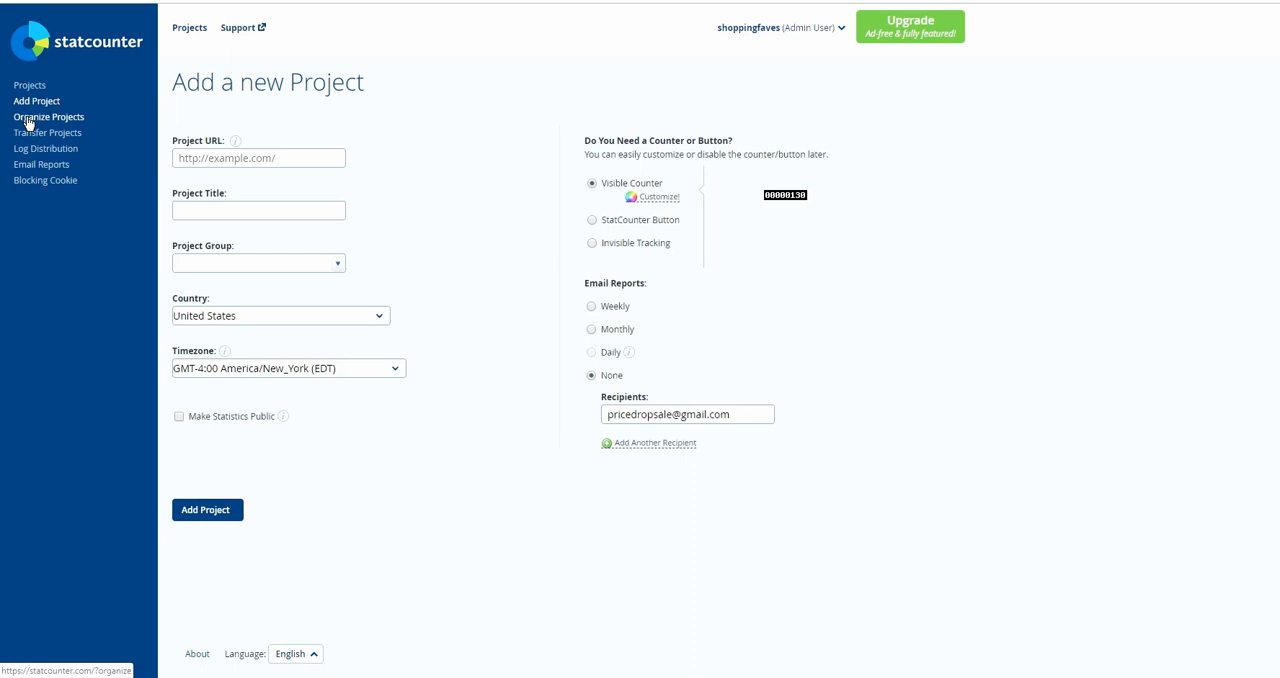 statcounter
Projects
Add Project
Organize Projects
Transfer Projects
Log Distribution
Email Reports
Blocking Cookie
Projects Support
shoppingfaves (Admin User)
Upgrade
Ad-free & fully featured!
Add a new Project
Project URL:
http://example.com/
Project Title:
Project Group:
Country:
United States
Timezone:
GMT-4:00 America/New_York (EDT)
Make Statistics Public
Add Project
Do You Need a Counter or Button?
You can easily customize or disable the counter/button later.
Visible Counter
Customize!
00000130
StatCounter Button
Invisible Tracking
Email Reports:
Weekly
Monthly
Daily
None
Recipients:
pricedropsale@gmail.com
Add Another Recipient
About Language: English
https://statcounter.com/?organize